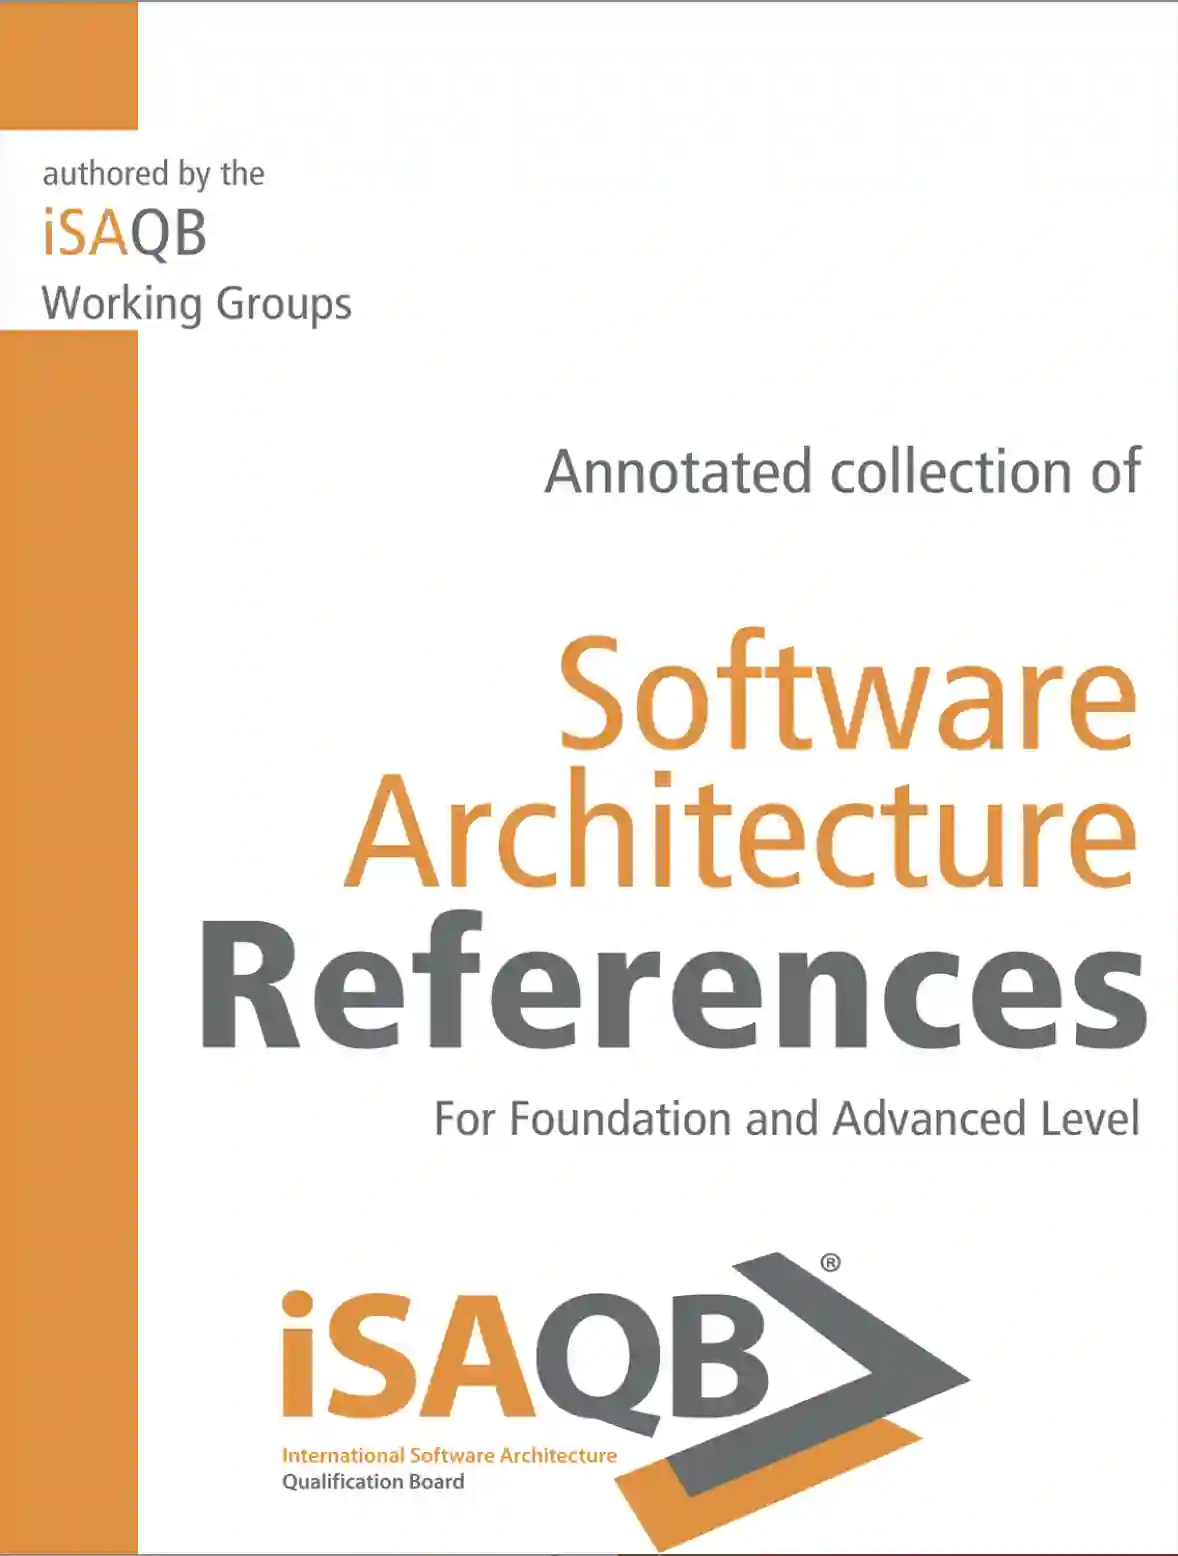 authored by the
iSAQB
Working Groups
Annotated collection of
Software
Architecture
References
For Foundation and Advanced Level
®
iSAQB
International Software Architecture
Qualification Board